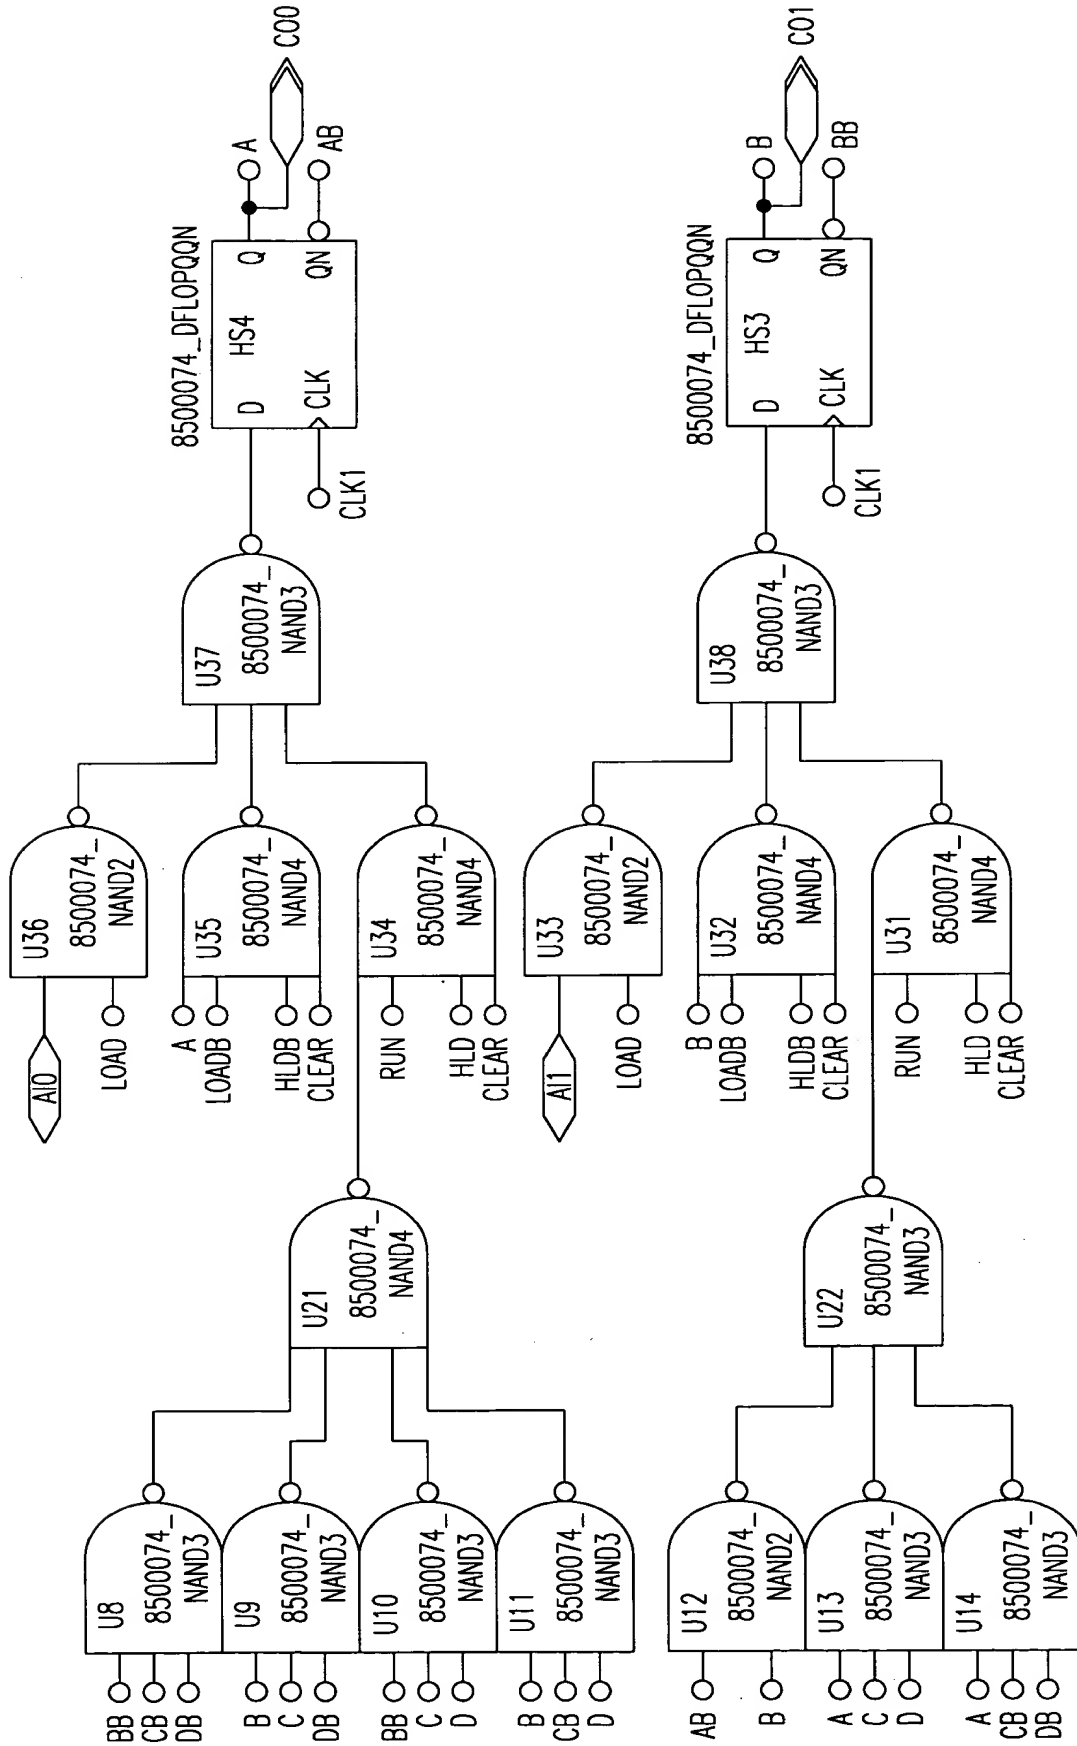 BB
CB
DB
U8
8500074_
NAND3
B
C
DB
U9
8500074_
NAND3
BB
C
D
U10
8500074_
NAND3
B
CB
D
U11
8500074_
NAND3
U21
8500074_
NAND4
AI0
LOAD
U36
8500074_
NAND2
A
LOADB
HLDB
CLEAR
U35
8500074_
NAND4
RUN
HLD
CLEAR
U34
8500074_
NAND4
U37
8500074_
NAND3
8500074_DFLOPQQN
D
Q
HS4
CLK
QN
CLK1
A
AB
CO0
AB
B
U12
8500074_
NAND2
A
C
D
U13
8500074_
NAND3
A
CB
DB
U14
8500074_
NAND3
U22
8500074_
NAND3
AI1
LOAD
U33
8500074_
NAND2
B
LOADB
HLDB
CLEAR
U32
8500074_
NAND4
RUN
HLD
CLEAR
U31
8500074_
NAND4
U38
8500074_
NAND3
8500074_DFLOPQQN
D
Q
HS3
CLK
QN
CLK1
B
BB
CO1